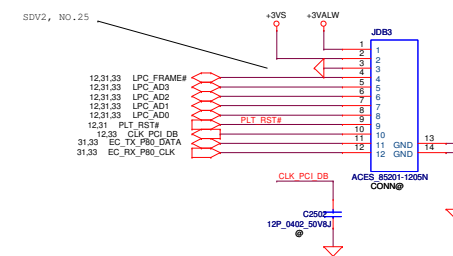 SDV2, NO.25
+3VS
+3VALW
JDB3
1 1
2 2
3 3
12,31,33 LPC_FRAME# 4 4
12,31,33 LPC_AD3 5 5
12,31,33 LPC_AD2 6 6
12,31,33 LPC_AD1 7 7
12,31,33 LPC_AD0 8 8
12,31 PLT_RST# PLT_RST# 9 9
12,33 CLK_PCI_DB 10 10
31,33 EC_TX_P80_DATA 11 11 GND 13
31,33 EC_RX_P80_CLK 12 12 GND 14
CLK_PCI_DB
ACES_85201-1205N
CONN@
C2502
12P_0402_50V8J
@